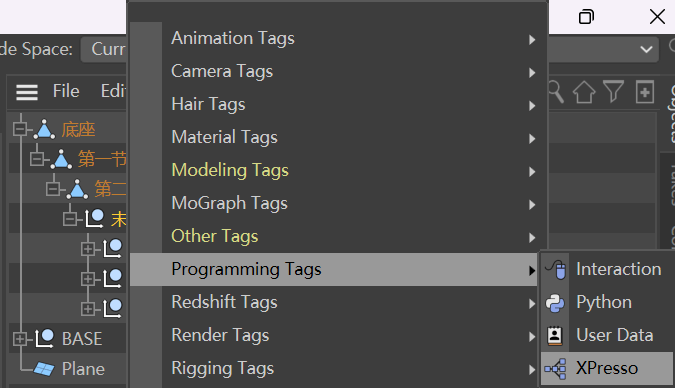 de Space: Curr
File Edi
底座
第一节
第二
末
BASE
Plane
Animation Tags
Camera Tags
Hair Tags
Material Tags
Modeling Tags
MoGraph Tags
Other Tags
Programming Tags
Redshift Tags
Render Tags
Rigging Tags
Interaction
Python
User Data
XPresso
Objects
Takes